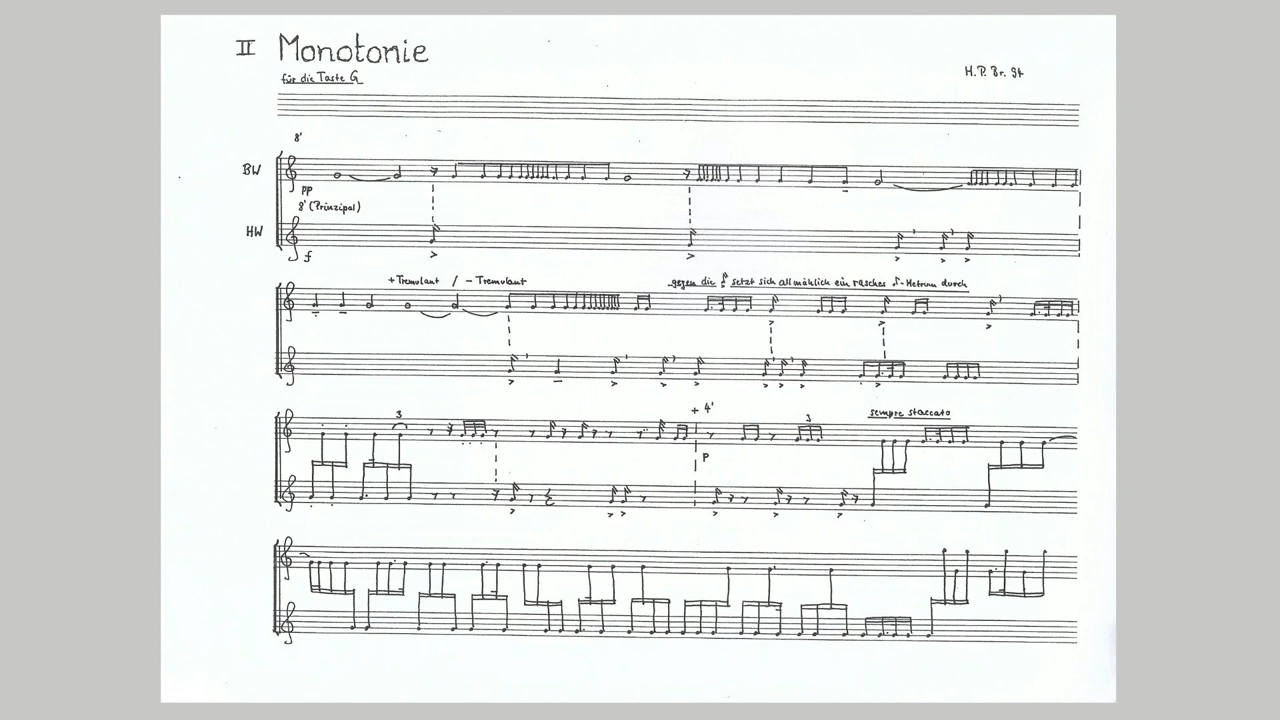 II Monotonie
für die Taste G
H. P. Br. 94
8'
BW
pp
8' (Prinzipal)
HW
f
+ Tremulant / − Tremulant
gegen die setzt sich allmählich ein rasches -Metrum durch
3
+ 4'
3
sempre staccato
p